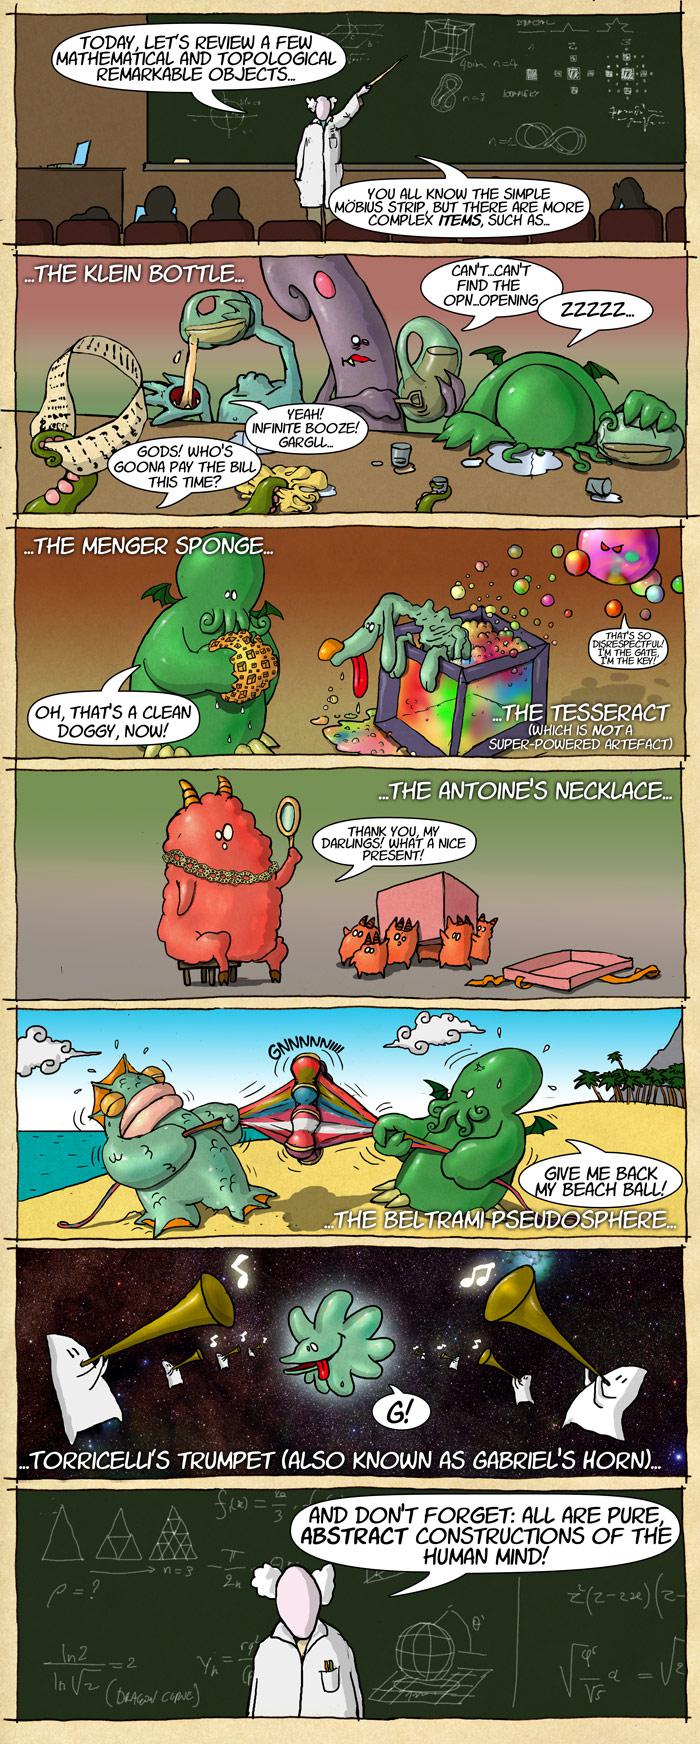 TODAY, LET'S REVIEW A FEW
MATHEMATICAL AND TOPOLOGICAL
REMARKABLE OBJECTS...
4Dim n=4
n=3
YOU ALL KNOW THE SIMPLE
MÖBIUS STRIP, BUT THERE ARE MORE
COMPLEX ITEMS, SUCH AS...
...THE KLEIN BOTTLE...
CAN'T...CAN'T
FIND THE
OPN...OPENING
ZZZZZ...
YEAH!
INFINITE BOOZE!
GARGLL...
GODS! WHO'S
GOONA PAY THE BILL
THIS TIME?
...THE MENGER SPONGE...
THAT'S SO
DISRESPECTFUL!
I'M THE GATE,
I'M THE KEY!
OH, THAT'S A CLEAN
DOGGY, NOW!
...THE TESSERACT
(WHICH IS NOT A
SUPER-POWERED ARTEFACT)
...THE ANTOINE'S NECKLACE...
THANK YOU, MY
DARLINGS! WHAT A NICE
PRESENT!
GNNNNNIIII
GIVE ME BACK
MY BEACH BALL!
...THE BELTRAMI PSEUDOSPHERE...
G!
...TORRICELLI'S TRUMPET (ALSO KNOWN AS GABRIEL'S HORN)...
AND DON'T FORGET: ALL ARE PURE,
ABSTRACT CONSTRUCTIONS OF THE
HUMAN MIND!
n=3
ρ=?
ln2
ln√2 =2
(DRAGON CURVE)